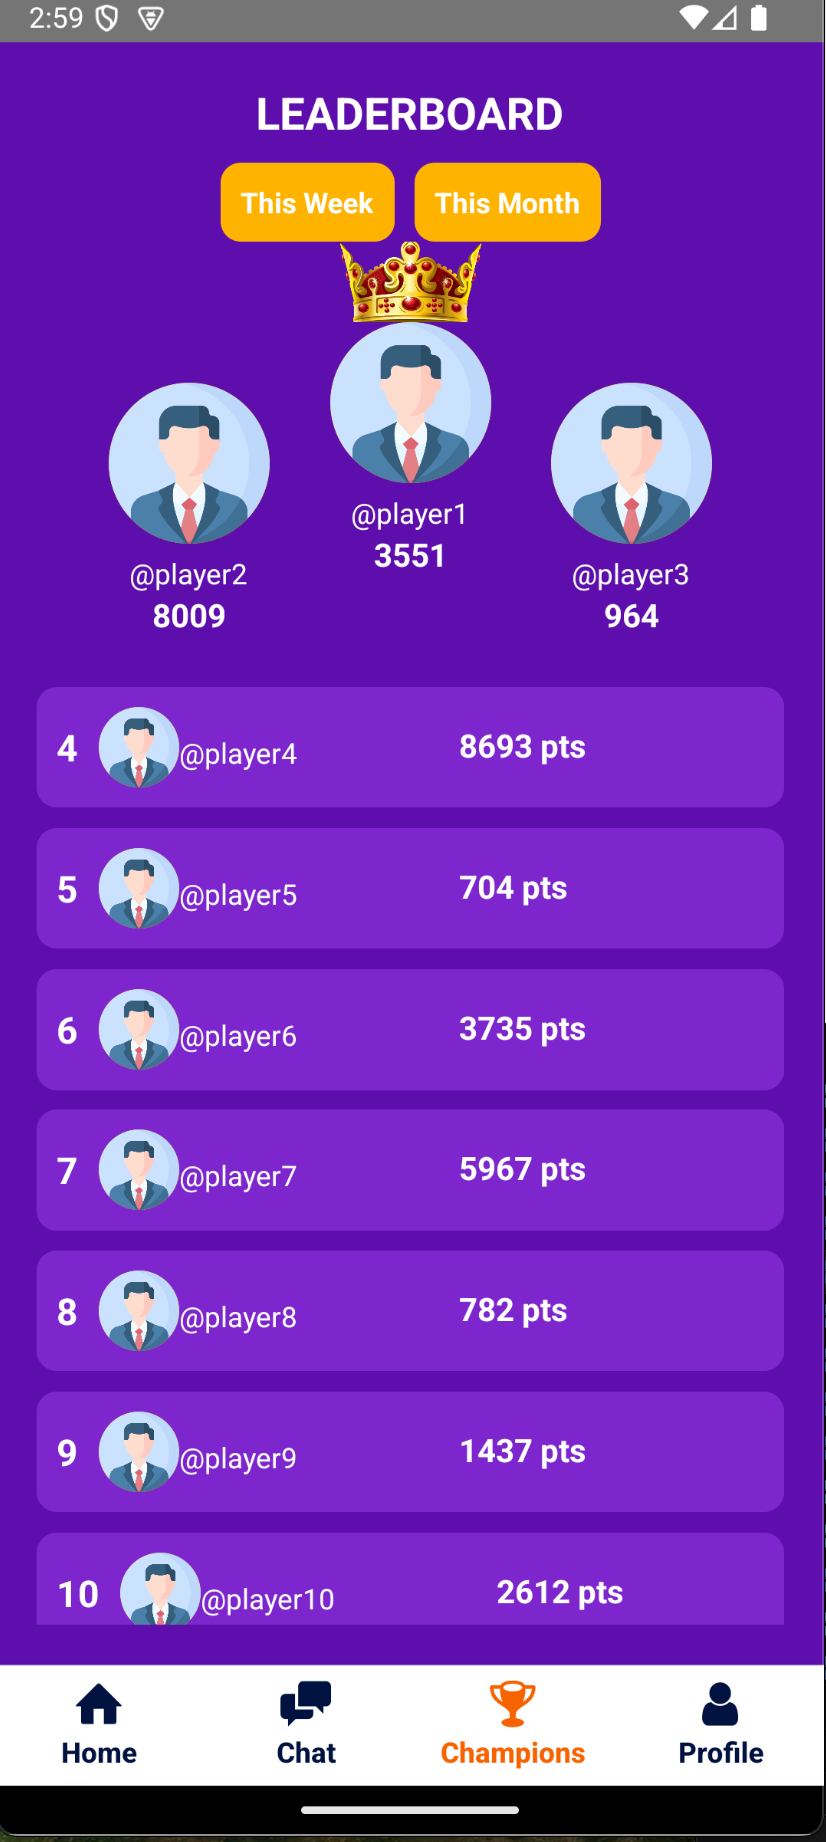 2:59
LEADERBOARD
This Week This Month
@player1
3551
@player2
8009
@player3
964
4 @player4 8693 pts
5 @player5 704 pts
6 @player6 3735 pts
7 @player7 5967 pts
8 @player8 782 pts
9 @player9 1437 pts
10 @player10 2612 pts
Home Chat Champions Profile